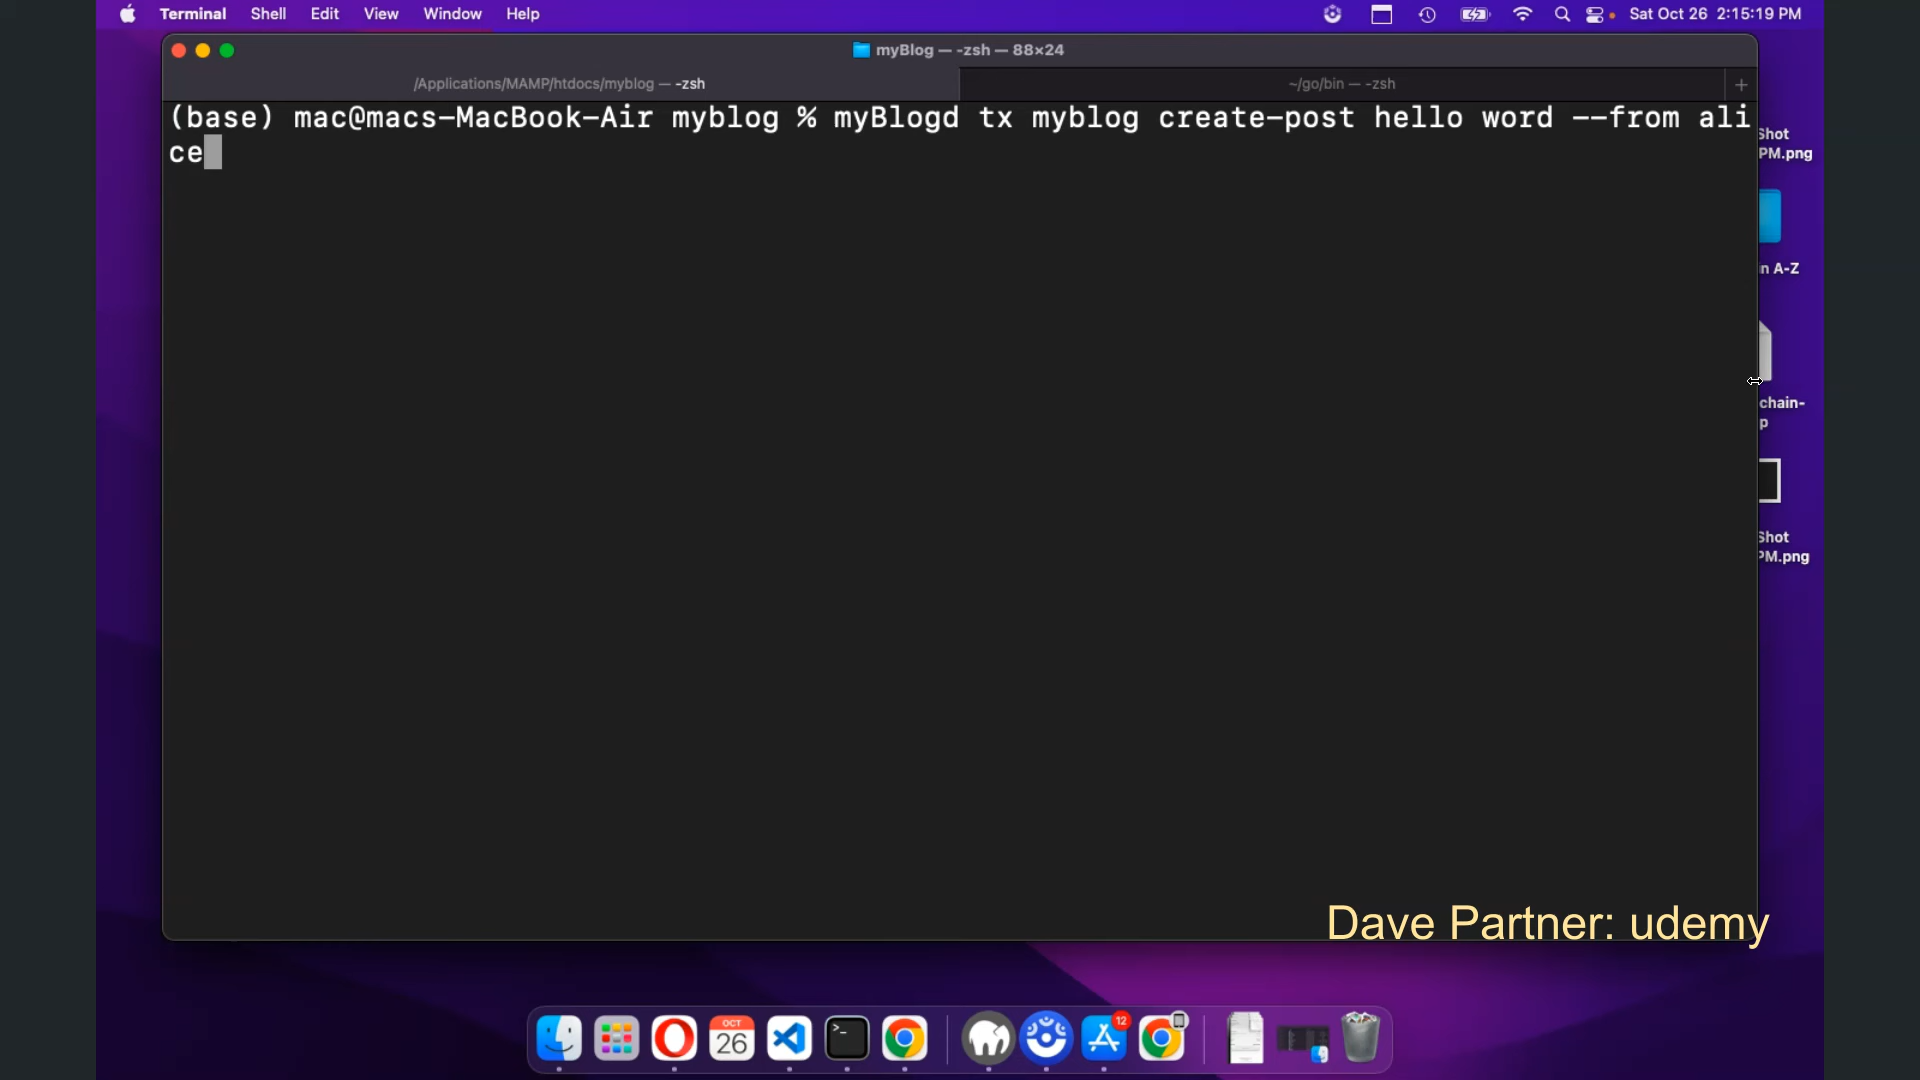 Terminal Shell Edit View Window Help Sat Oct 26 2:15:19 PM
myBlog — -zsh — 88×24
/Applications/MAMP/htdocs/myblog — -zsh ~/go/bin — -zsh +
(base) mac@macs-MacBook-Air myblog % myBlogd tx myblog create-post hello word --from ali
ce
Shot
PM.png
in A-Z
chain-
p
Shot
PM.png
Dave Partner: udemy
OCT
26
12